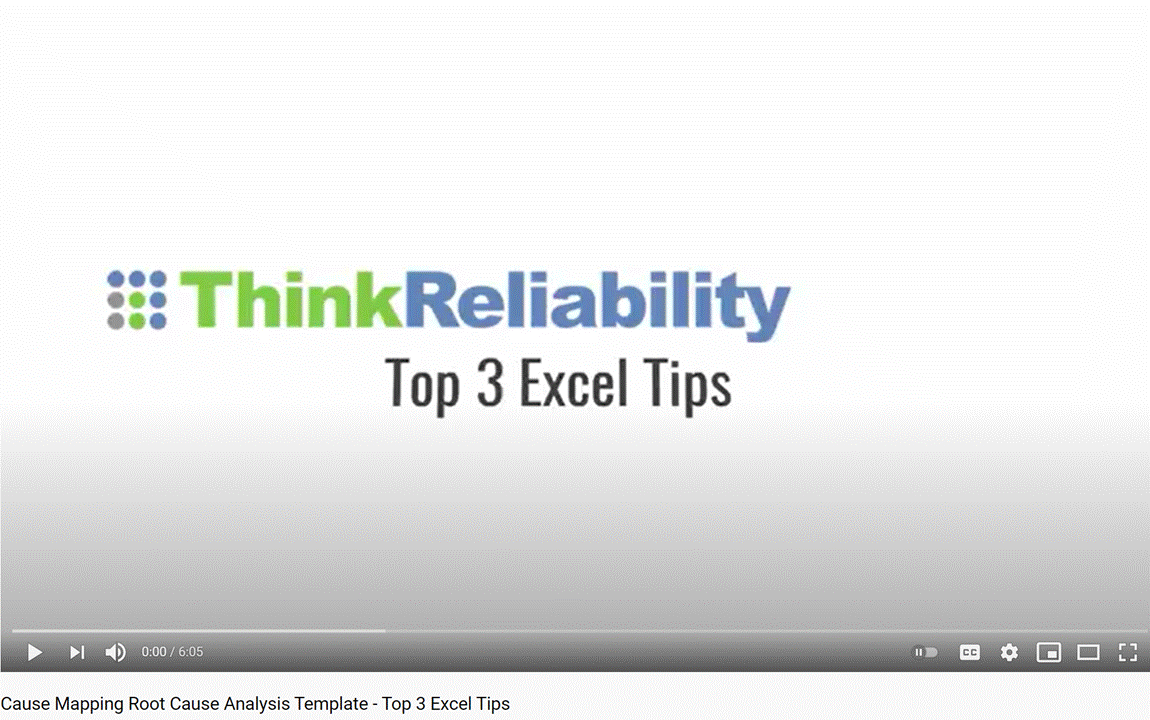 ThinkReliability
Top 3 Excel Tips
0:00 / 6:05
CC
Cause Mapping Root Cause Analysis Template - Top 3 Excel Tips